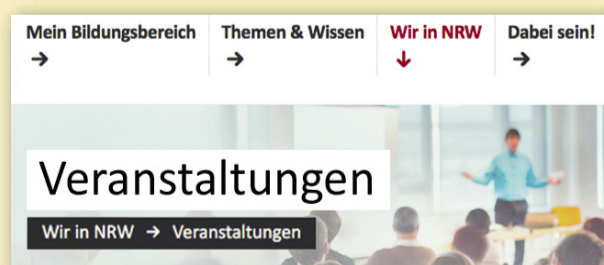 Mein Bildungsbereich Themen & Wissen Wir in NRW Dabei sein!
→ → ↓ →
Veranstaltungen
Wir in NRW → Veranstaltungen